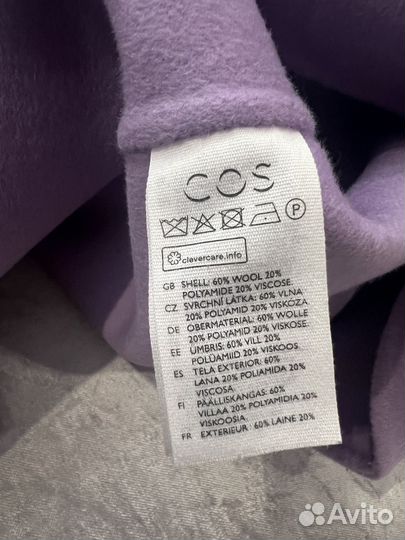 COS
P
clevercare.info
GB SHELL: 60% WOOL 20%
POLYAMIDE 20% VISCOSE.
CZ SVRCHNÍ LÁTKA: 60% VLNA
20% POLYAMID 20% VISKOZA
DE OBERMATERIAL: 60% WOLLE
20% POLYAMID 20% VISKOSE.
EE ÜMBRIS: 60% VILL 20%
POLÜAMIID 20% VISKOOS.
ES TELA EXTERIOR: 60%
LANA 20% POLIAMIDA 20%
VISCOSA.
FI PÄÄLLISKANGAS: 60%
VILLAA 20% POLYAMIDIA 20%
VISKOOSIA.
FR EXTERIEUR : 60% LAINE 20%
Avito